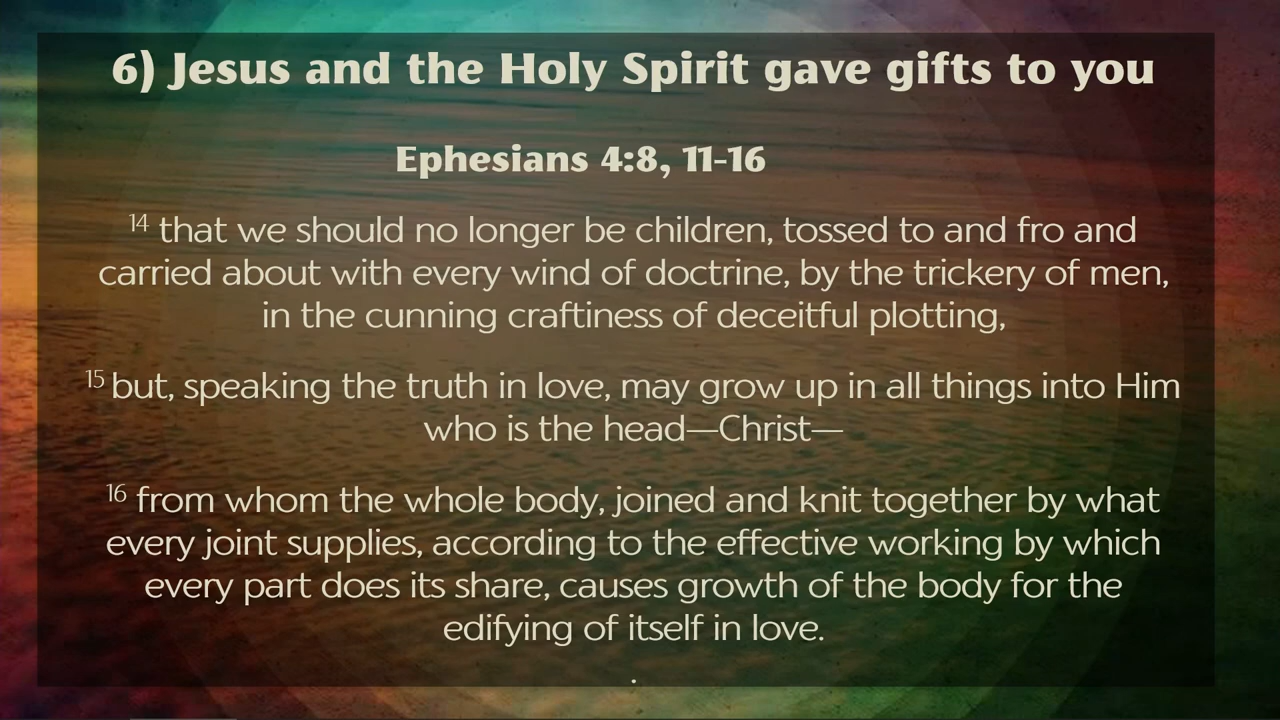 6) Jesus and the Holy Spirit gave gifts to you
Ephesians 4:8, 11-16
14 that we should no longer be children, tossed to and fro and
carried about with every wind of doctrine, by the trickery of men,
in the cunning craftiness of deceitful plotting,
15 but, speaking the truth in love, may grow up in all things into Him
who is the head—Christ—
16 from whom the whole body, joined and knit together by what
every joint supplies, according to the effective working by which
every part does its share, causes growth of the body for the
edifying of itself in love.
.